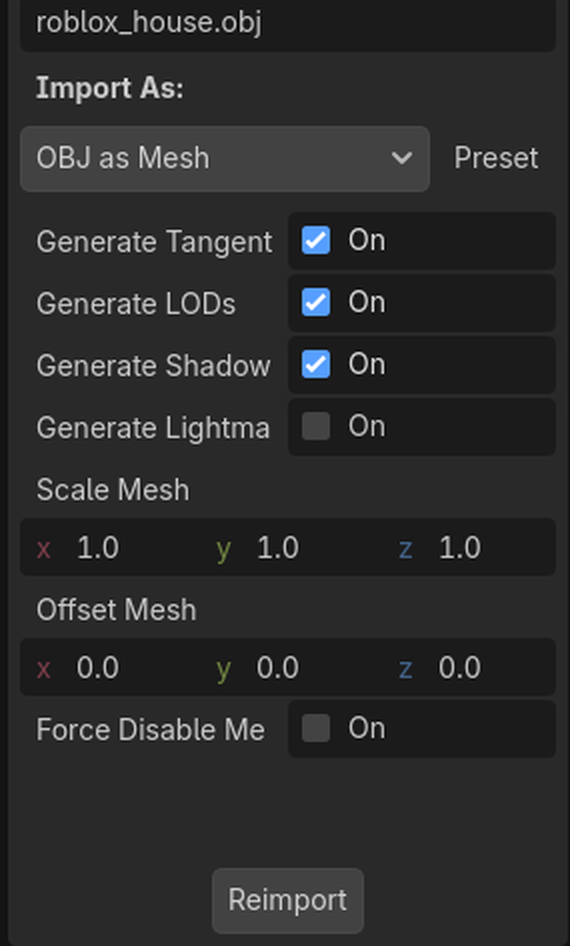 roblox_house.obj
Import As:
OBJ as Mesh Preset
Generate Tangent On
Generate LODs On
Generate Shadow On
Generate Lightma On
Scale Mesh
x 1.0 y 1.0 z 1.0
Offset Mesh
x 0.0 y 0.0 z 0.0
Force Disable Me On
Reimport